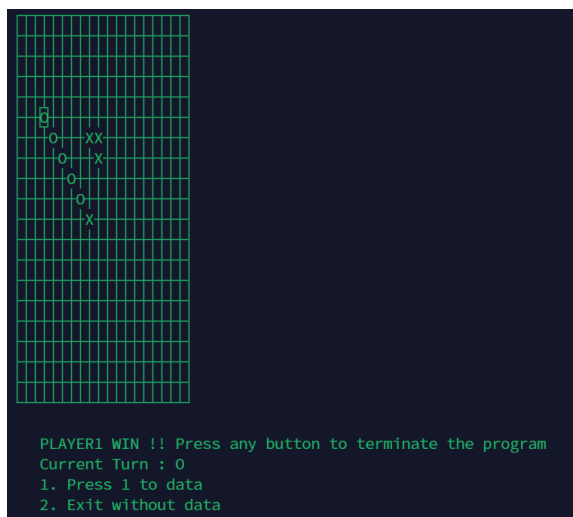 O
O XX
O X
O
O
X
PLAYER1 WIN !! Press any button to terminate the program
Current Turn : O
1. Press 1 to data
2. Exit without data